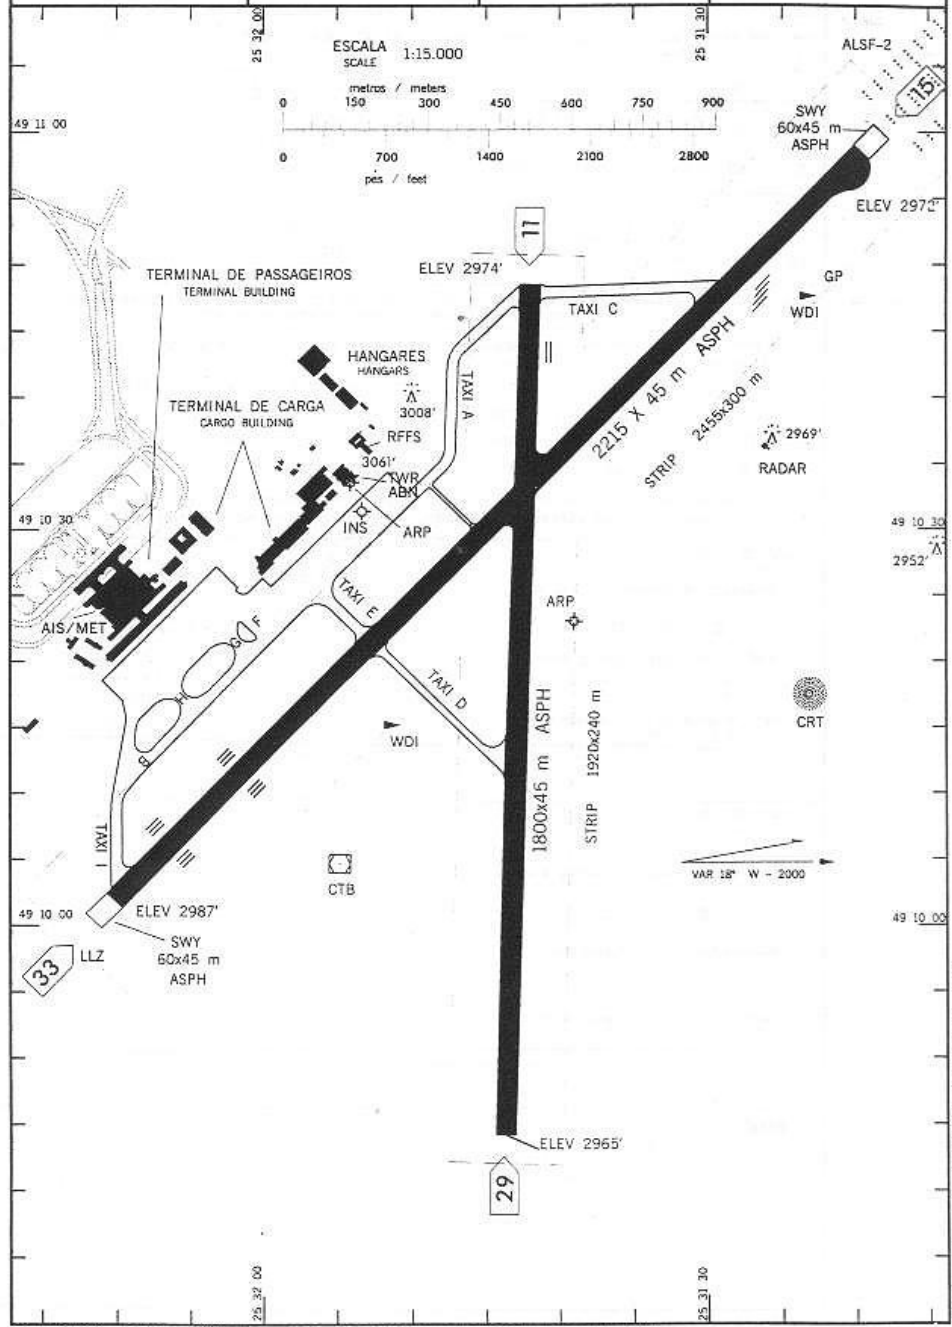 25 32 00
25 31 30
ESCALA
SCALE
1:15.000
metros / meters
0 150 300 450 600 750 900
0 700 1400 2100 2800
pés / feet
ALSF-2
15
SWY
60x45 m
ASPH
49 11 00
ELEV 2972'
11
ELEV 2974'
TERMINAL DE PASSAGEIROS
TERMINAL BUILDING
GP
WDI
TAXI C
HANGARES
HANGARS
TAXI A
3008'
2215 X 45 m ASPH
STRIP 2455x300 m
TERMINAL DE CARGA
CARGO BUILDING
RFFS
3061'
TWR
ABN
2969'
RADAR
49 10 30
INS
ARP
49 10 30
2952'
TAXI E
ARP
AIS/MET
F
G
H
B
TAXI D
WDI
CRT
1800x45 m ASPH
STRIP 1920x240 m
TAXI I
VAR 18° W - 2000
CTB
49 10 00
ELEV 2987'
49 10 00
SWY
60x45 m
ASPH
LLZ
33
ELEV 2965'
29
25 32 00
25 31 30